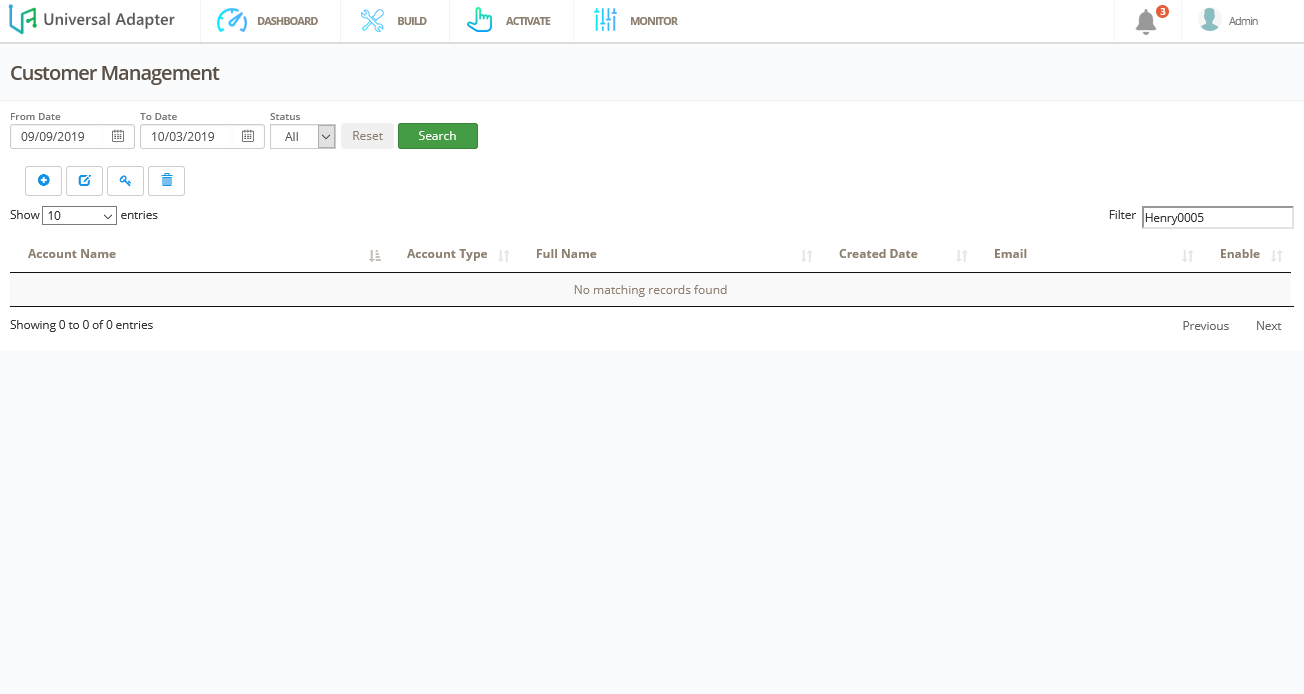 Universal Adapter DASHBOARD BUILD ACTIVATE MONITOR 3 Admin
Customer Management
From Date To Date Status
09/09/2019 10/03/2019 All Reset Search
Show 10 entries Filter Henry0005
Account Name Account Type Full Name Created Date Email Enable
No matching records found
Showing 0 to 0 of 0 entries Previous Next